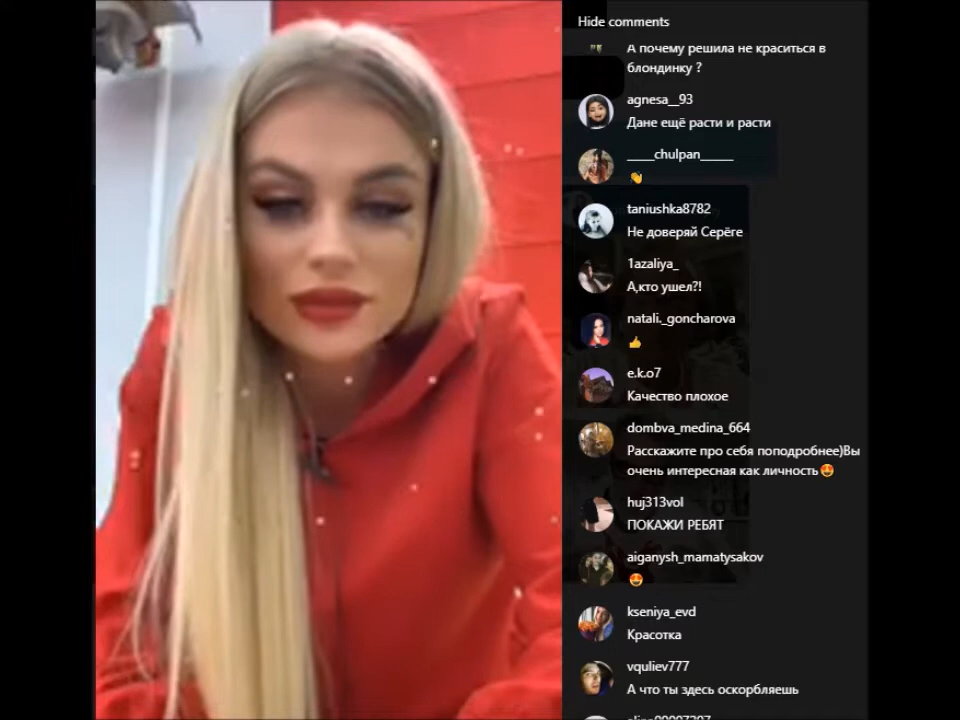 Hide comments
А почему решила не краситься в
блондинку ?
agnesa__93
Дане ещё расти и расти
_____chulpan______
👏
taniushka8782
Не доверяй Серёге
1azaliya_
А,кто ушел?!
natali._goncharova
👍
e.k.o7
Качество плохое
dombva_medina_664
Расскажите про себя поподробнее)Вы
очень интересная как личность😍
huj313vol
ПОКАЖИ РЕБЯТ
aiganysh_mamatysakov
😍
kseniya_evd
Красотка
vquliev777
А что ты здесь оскорбляешь